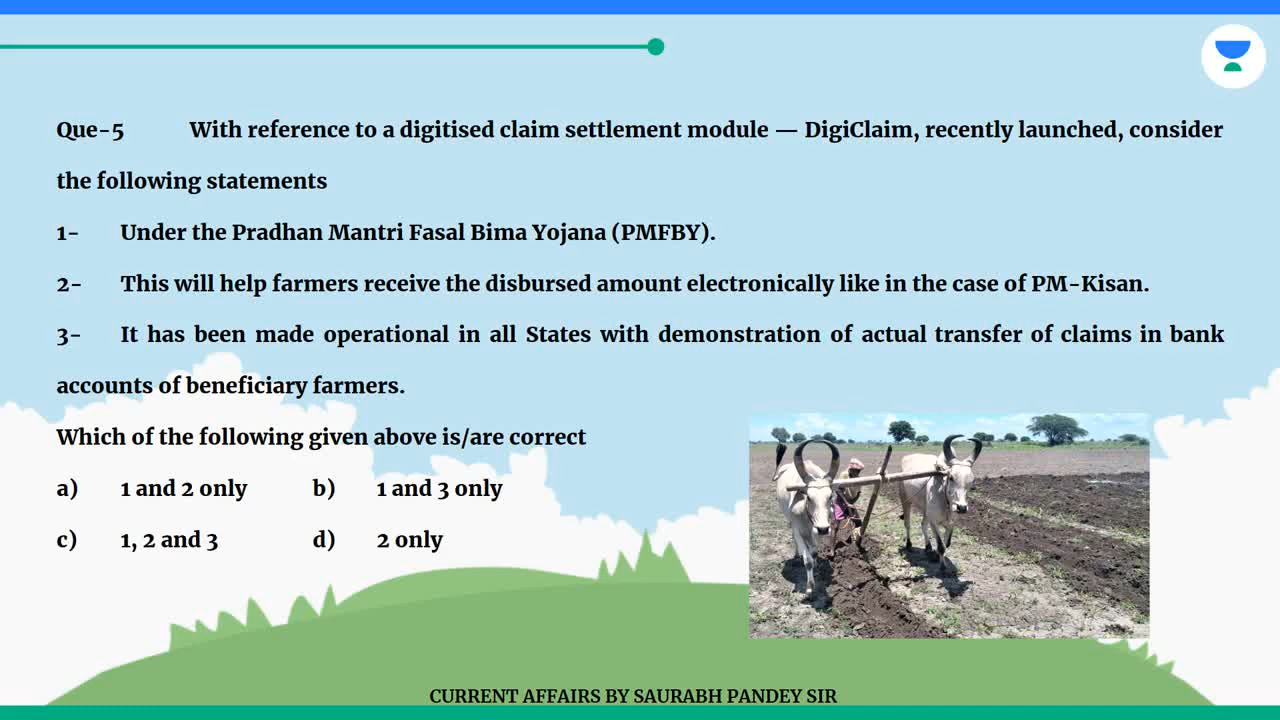 Que-5 With reference to a digitised claim settlement module — DigiClaim, recently launched, consider
the following statements
1- Under the Pradhan Mantri Fasal Bima Yojana (PMFBY).
2- This will help farmers receive the disbursed amount electronically like in the case of PM-Kisan.
3- It has been made operational in all States with demonstration of actual transfer of claims in bank
accounts of beneficiary farmers.
Which of the following given above is/are correct
a) 1 and 2 only b) 1 and 3 only
c) 1, 2 and 3 d) 2 only
CURRENT AFFAIRS BY SAURABH PANDEY SIR